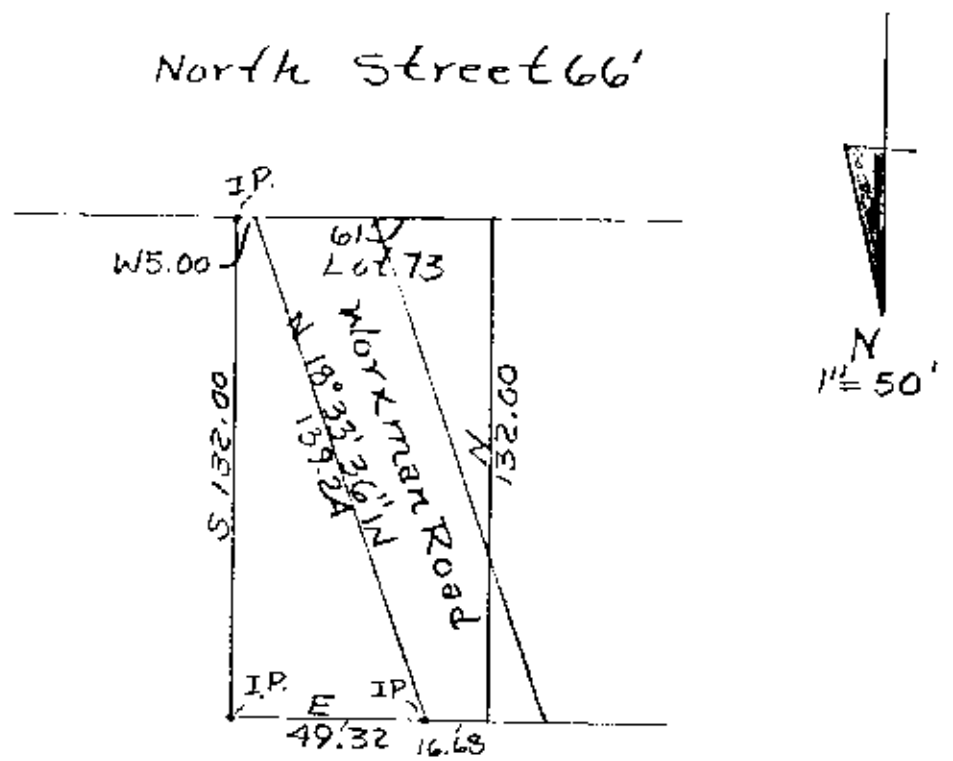 North Street 66'
I.P.
W5.00
61
Lot 73
N 18° 33' 36" W
139.24
Workman Road
S 132.00
N
132.00
I.P.
E
49.32
I.P.
16.68
N
1" = 50'